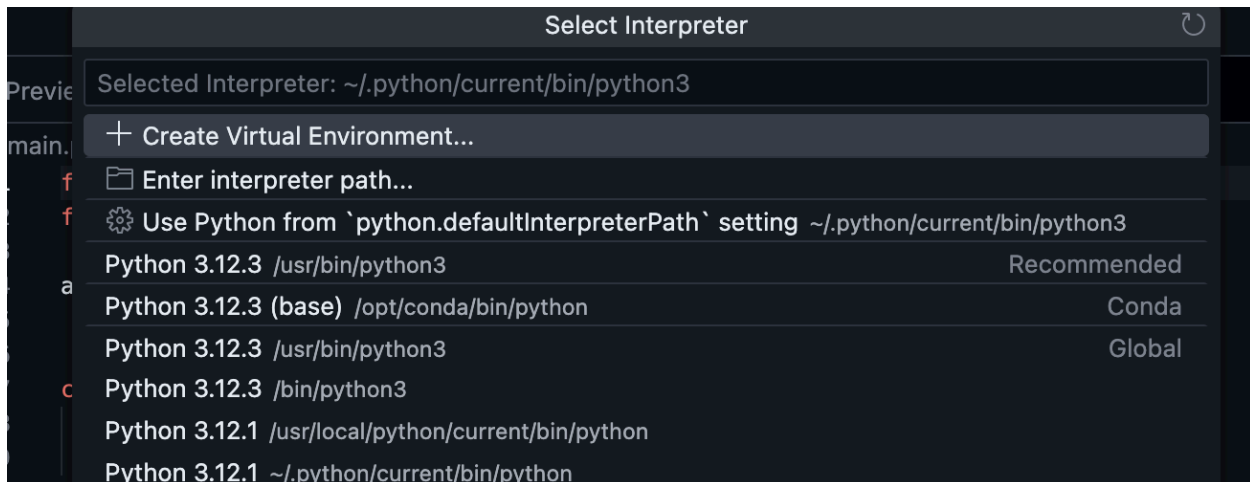 Select Interpreter
Selected Interpreter: ~/.python/current/bin/python3
Previe
+ Create Virtual Environment...
main.
Enter interpreter path...
f
Use Python from `python.defaultInterpreterPath` setting ~/.python/current/bin/python3
f
Python 3.12.3 /usr/bin/python3 Recommended
a
Python 3.12.3 (base) /opt/conda/bin/python Conda
Python 3.12.3 /usr/bin/python3 Global
Python 3.12.3 /bin/python3
Python 3.12.1 /usr/local/python/current/bin/python
Python 3.12.1 ~/.python/current/bin/python